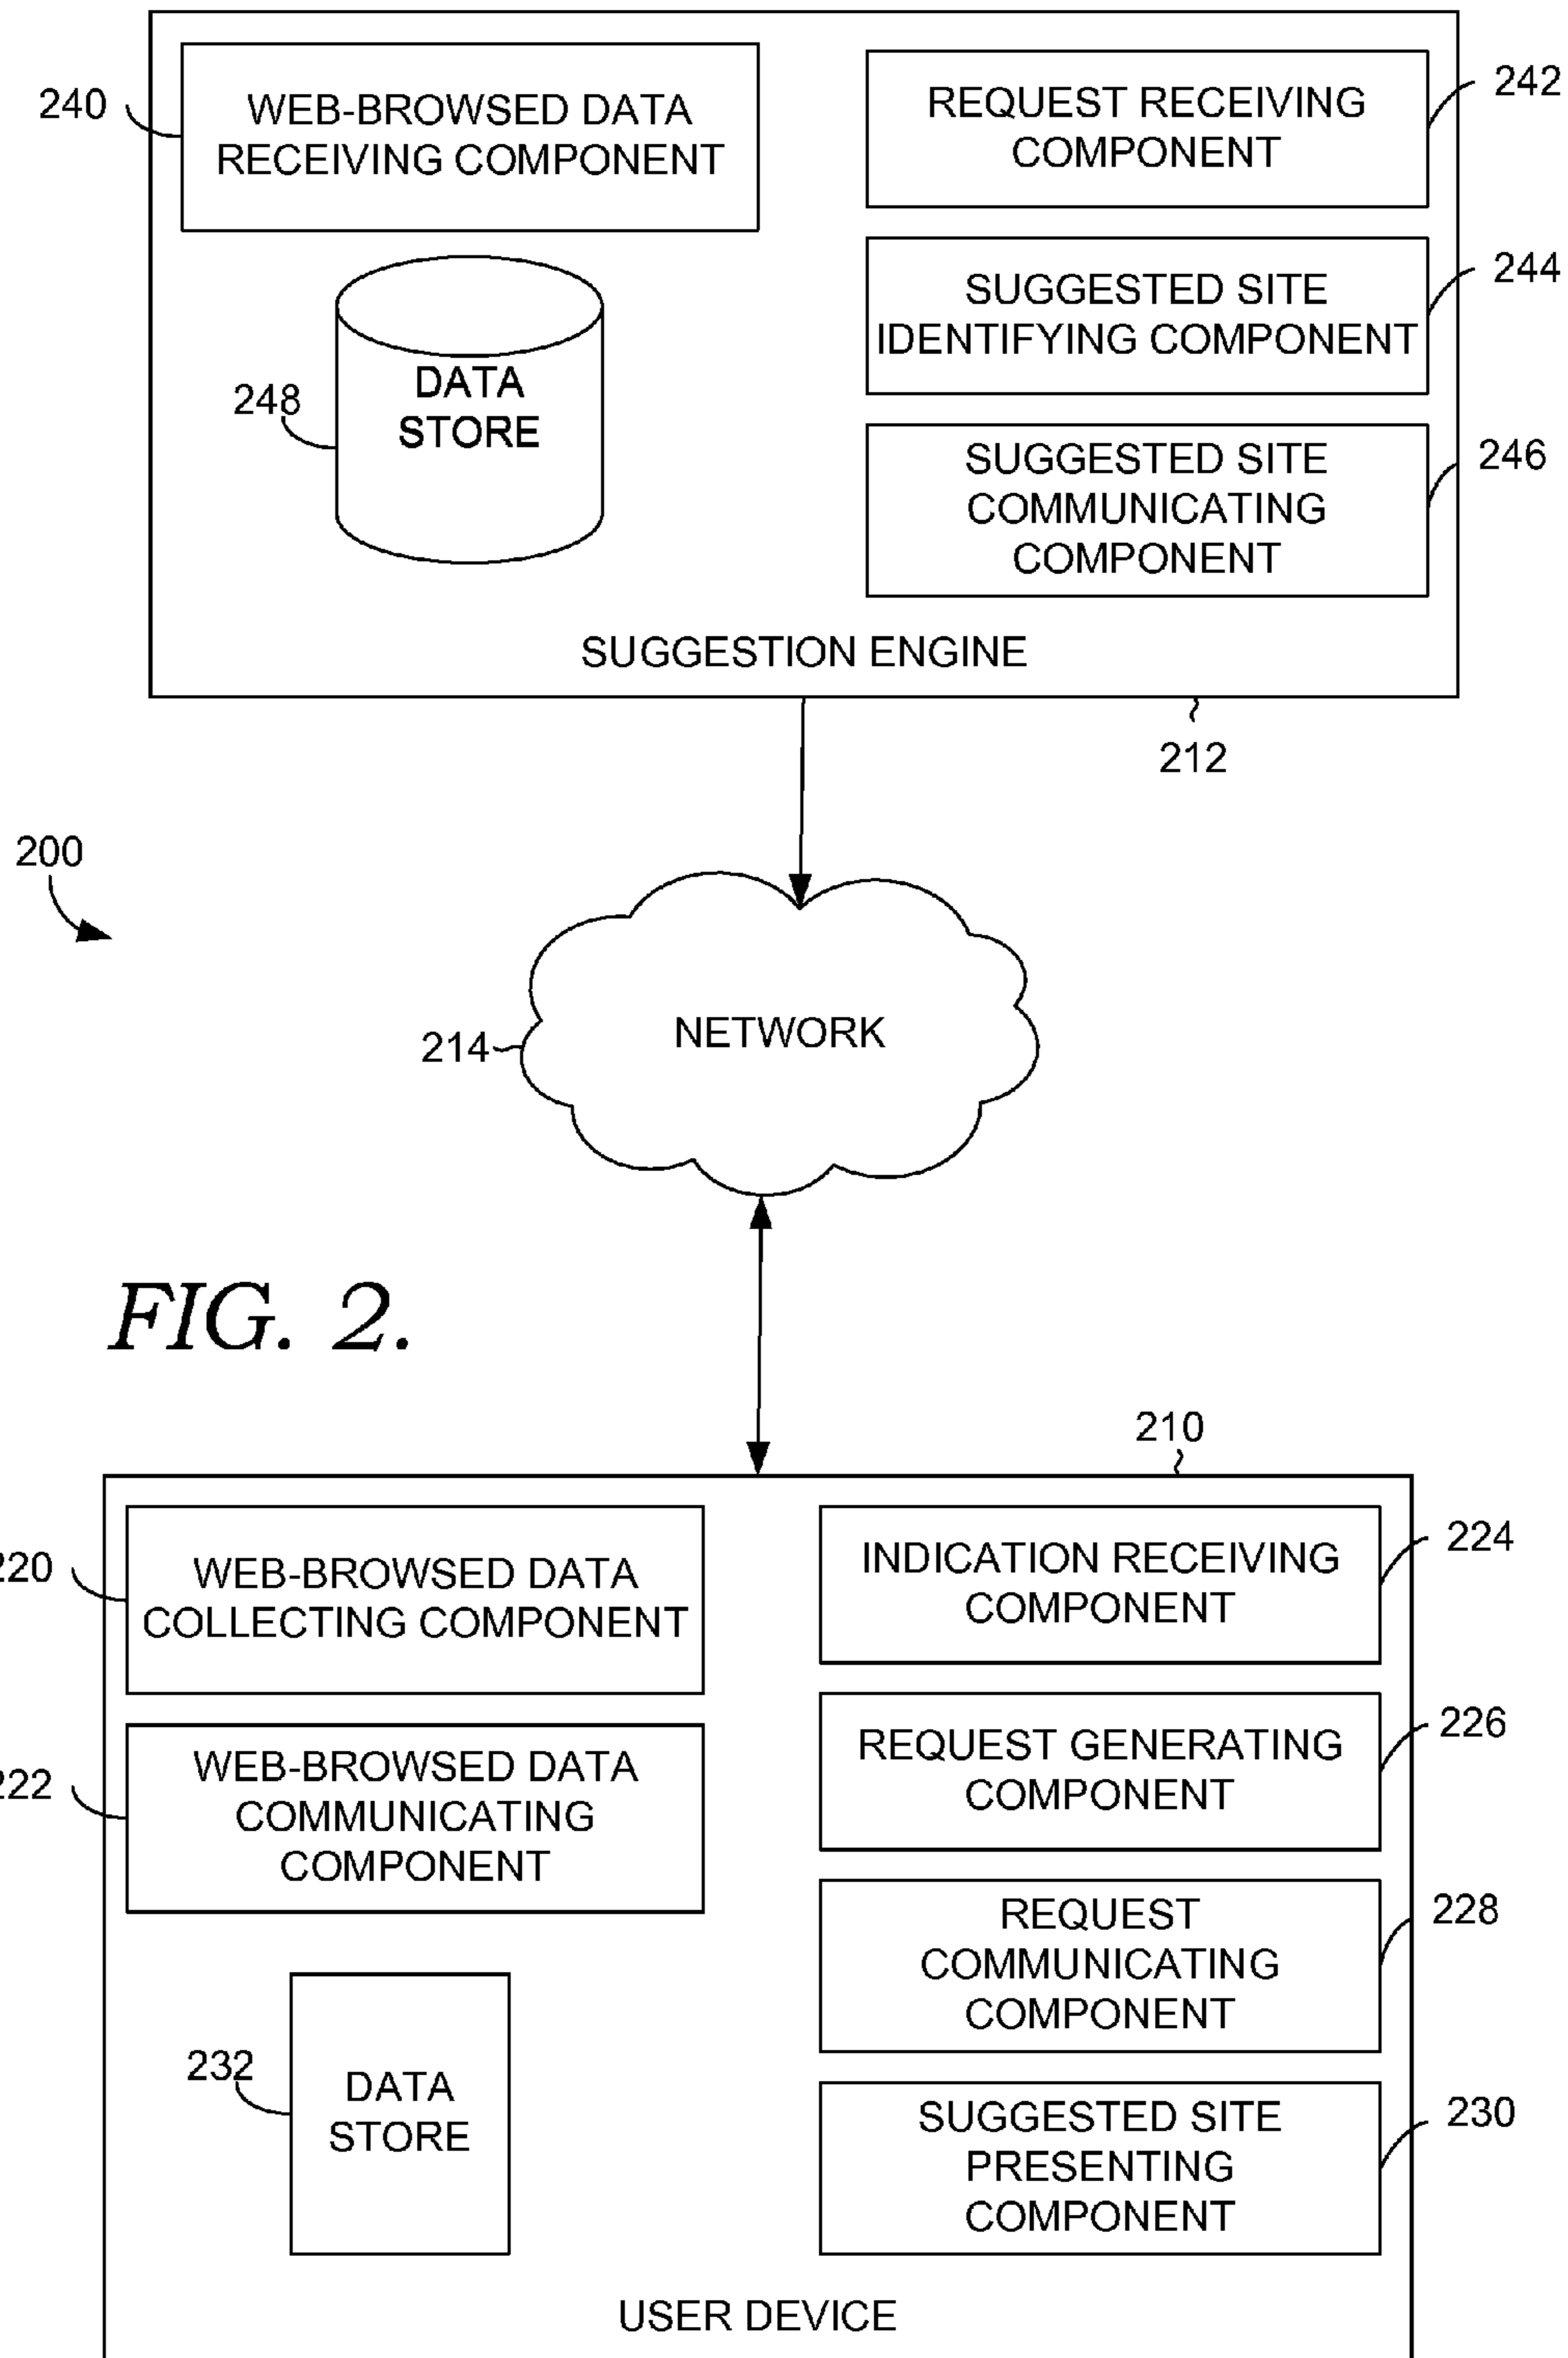 240
WEB-BROWSED DATA
RECEIVING COMPONENT
REQUEST RECEIVING
COMPONENT
242
SUGGESTED SITE
IDENTIFYING COMPONENT
244
248
DATA
STORE
SUGGESTED SITE
COMMUNICATING
COMPONENT
246
SUGGESTION ENGINE
212
200
214
NETWORK
FIG. 2.
210
220
WEB-BROWSED DATA
COLLECTING COMPONENT
INDICATION RECEIVING
COMPONENT
224
222
WEB-BROWSED DATA
COMMUNICATING
COMPONENT
REQUEST GENERATING
COMPONENT
226
REQUEST
COMMUNICATING
COMPONENT
228
232
DATA
STORE
SUGGESTED SITE
PRESENTING
COMPONENT
230
USER DEVICE